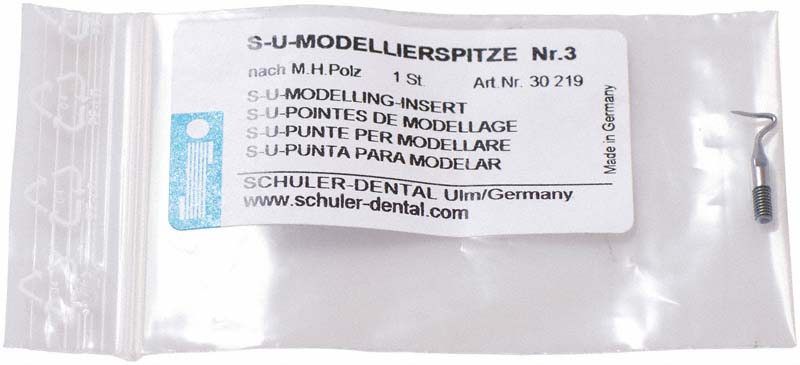 S-U-MODELLIERSPITZE Nr.3
nach M.H.Polz 1 St. Art.Nr. 30 219
S-U-MODELLING-INSERT
S-U-POINTES DE MODELLAGE
S-U-PUNTE PER MODELLARE
S-U-PUNTA PARA MODELAR
SCHULER-DENTAL Ulm/Germany
www.schuler-dental.com
Made in Germany